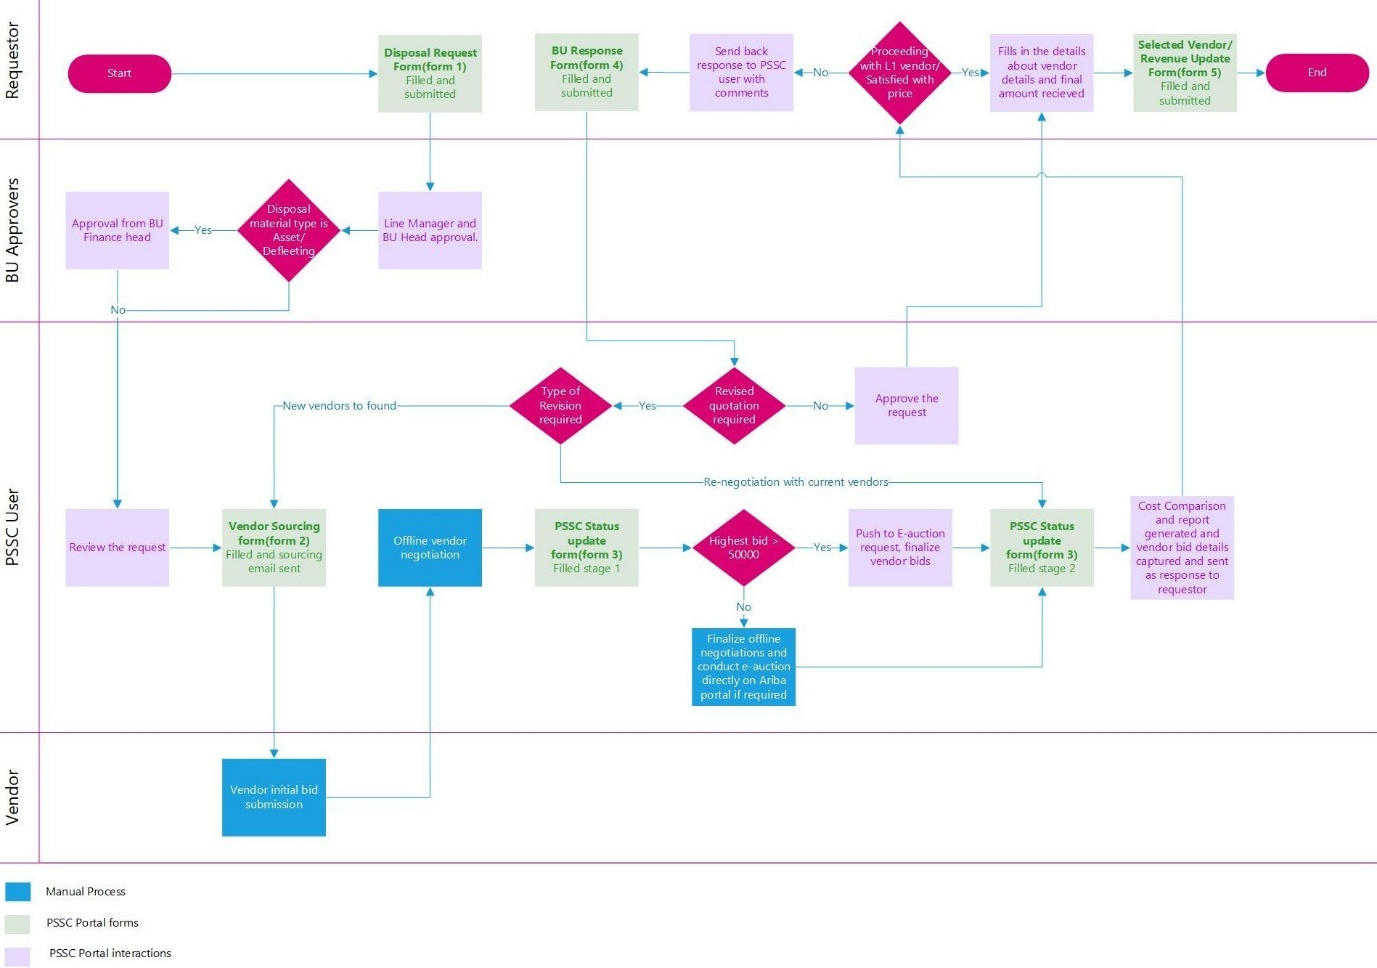 Requestor
Start
Disposal Request
Form(form 1)
Filled and
submitted
BU Response
Form(form 4)
Filled and
submitted
Send back
response to PSSC
user with
comments
No
Proceeding
with L1 vendor/
Satisfied with
price
Yes
Fills in the details
about vendor
details and final
amount recieved
Selected Vendor/
Revenue Update
Form(form 5)
Filled and
submitted
End
BU Approvers
Approval from BU
Finance head
Yes
Disposal
material type is
Asset/
Defleeting
Line Manager and
BU Head approval.
No
PSSC User
New vendors to found
Type of
Revision
required
Yes
Revised
quotation
required
No
Approve the
request
Re-negotiation with current vendors
Review the request
Vendor Sourcing
form(form 2)
Filled and sourcing
email sent
Offline vendor
negotiation
PSSC Status
update
form(form 3)
Filled stage 1
Highest bid >
50000
Yes
Push to E-auction
request, finalize
vendor bids
PSSC Status
update
form(form 3)
Filled stage 2
Cost Comparison
and report
generated and
vendor bid details
captured and sent
as response to
requestor
No
Finalize offline
negotiations and
conduct e-auction
directly on Ariba
portal if required
Vendor
Vendor initial bid
submission
Manual Process
PSSC Portal forms
PSSC Portal interactions